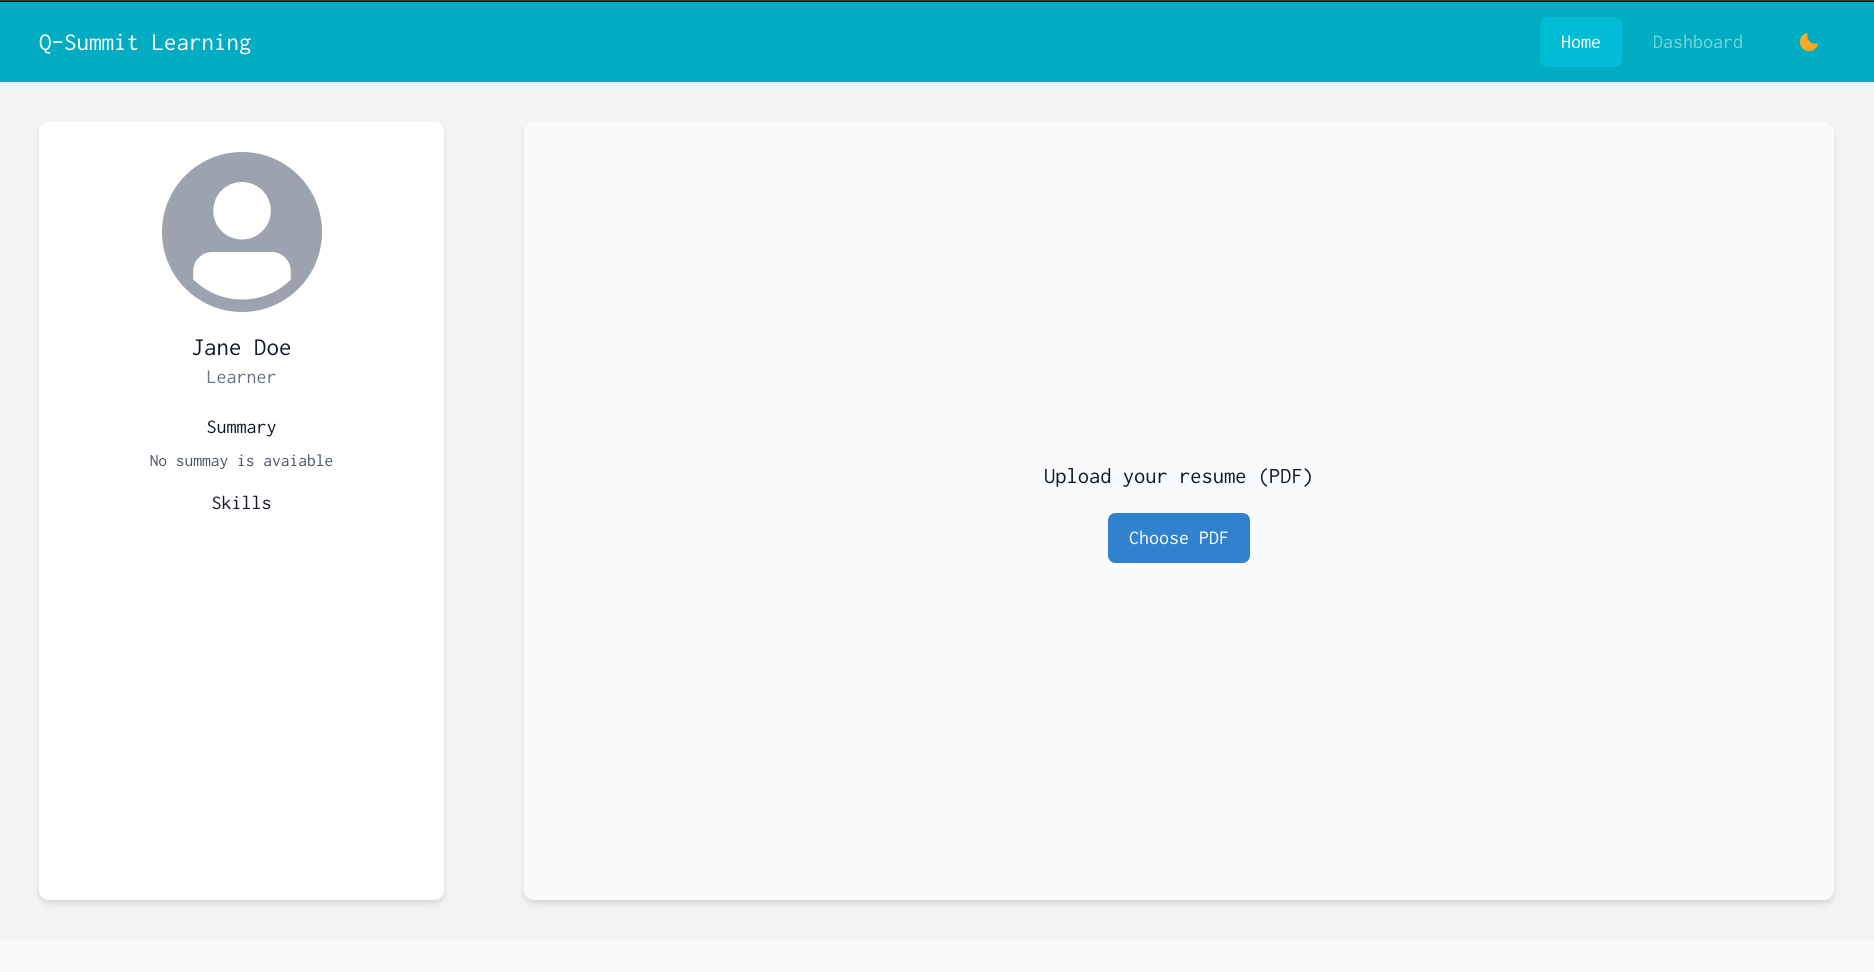 Q-Summit Learning
Home
Dashboard
Jane Doe
Learner
Summary
No summay is avaiable
Skills
Upload your resume (PDF)
Choose PDF